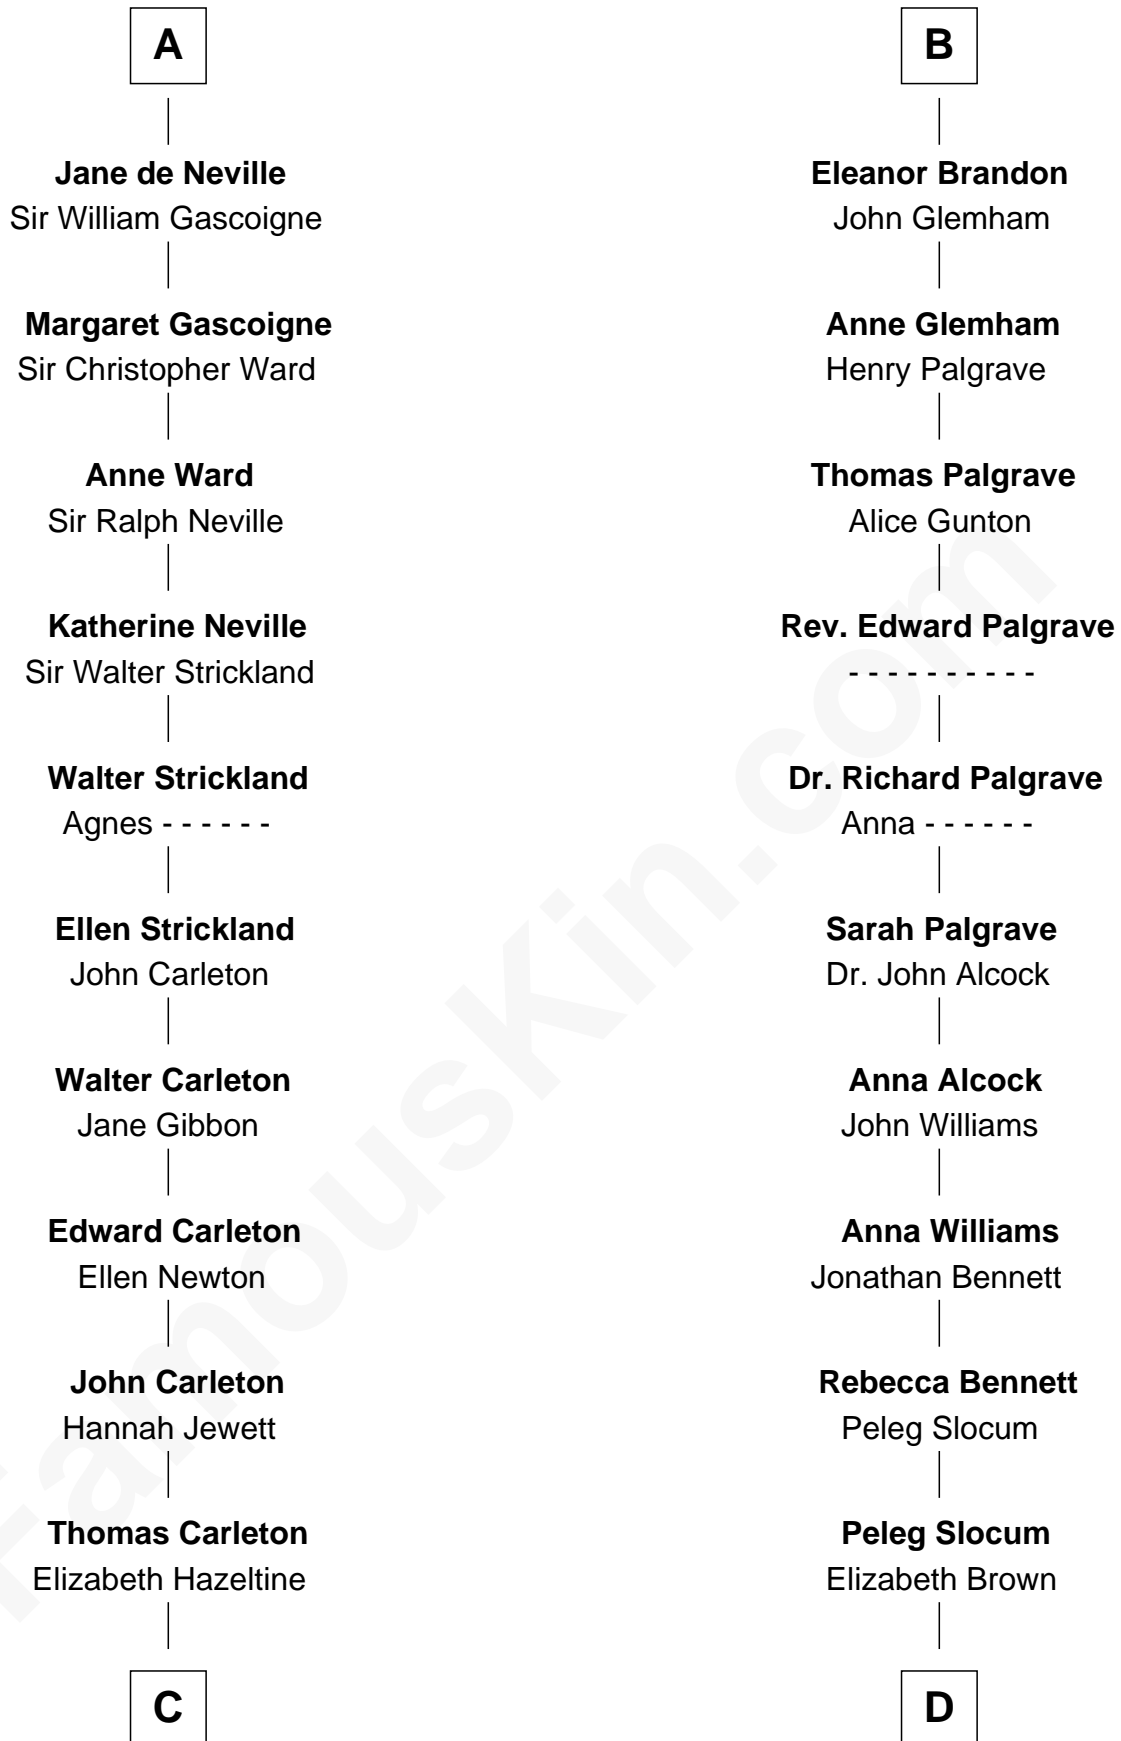 A
Jane de Neville
Sir William Gascoigne
Margaret Gascoigne
Sir Christopher Ward
Anne Ward
Sir Ralph Neville
Katherine Neville
Sir Walter Strickland
Walter Strickland
Agnes - - - - - -
Ellen Strickland
John Carleton
Walter Carleton
Jane Gibbon
Edward Carleton
Ellen Newton
John Carleton
Hannah Jewett
Thomas Carleton
Elizabeth Hazeltine
C
B
Eleanor Brandon
John Glemham
Anne Glemham
Henry Palgrave
Thomas Palgrave
Alice Gunton
Rev. Edward Palgrave
- - - - - - - - - -
Dr. Richard Palgrave
Anna - - - - - -
Sarah Palgrave
Dr. John Alcock
Anna Alcock
John Williams
Anna Williams
Jonathan Bennett
Rebecca Bennett
Peleg Slocum
Peleg Slocum
Elizabeth Brown
D
FamousKin.com